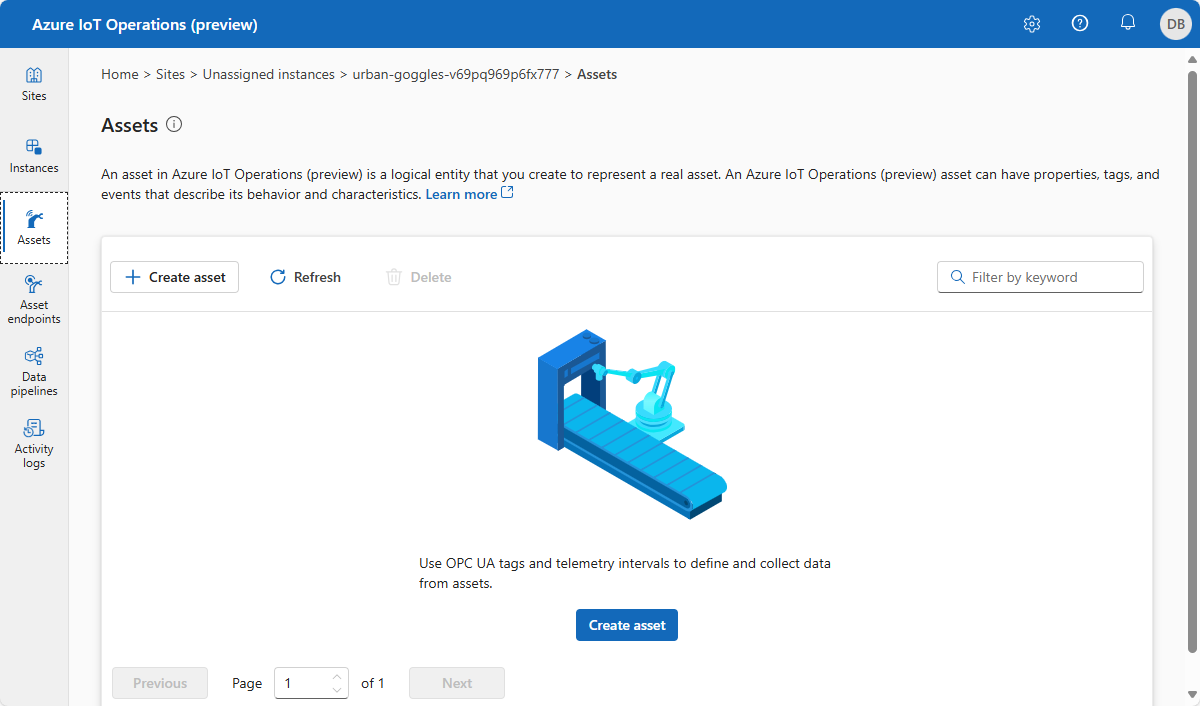 Azure IoT Operations (preview)
DB
Sites
Instances
Assets
Asset
endpoints
Data
pipelines
Activity
logs
Home > Sites > Unassigned instances > urban-goggles-v69pq969p6fx777 > Assets
Assets
An asset in Azure IoT Operations (preview) is a logical entity that you create to represent a real asset. An Azure IoT Operations (preview) asset can have properties, tags, and
events that describe its behavior and characteristics. Learn more
Create asset
Refresh
Delete
Filter by keyword
Use OPC UA tags and telemetry intervals to define and collect data
from assets.
Create asset
Previous
Page
1
of 1
Next